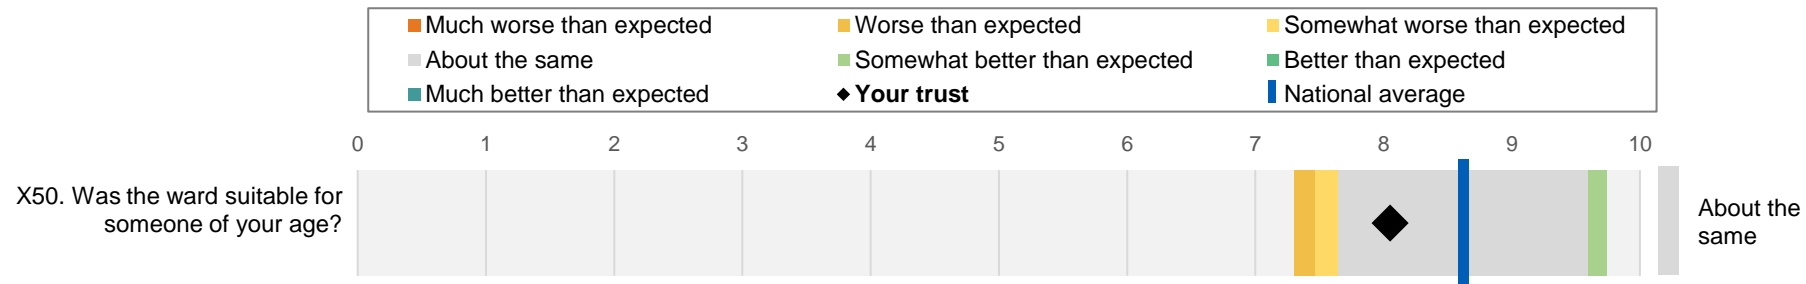 Much worse than expected Worse than expected Somewhat worse than expected
About the same Somewhat better than expected Better than expected
Much better than expected Your trust National average
0 1 2 3 4 5 6 7 8 9 10
X50. Was the ward suitable for
someone of your age?
About the
same